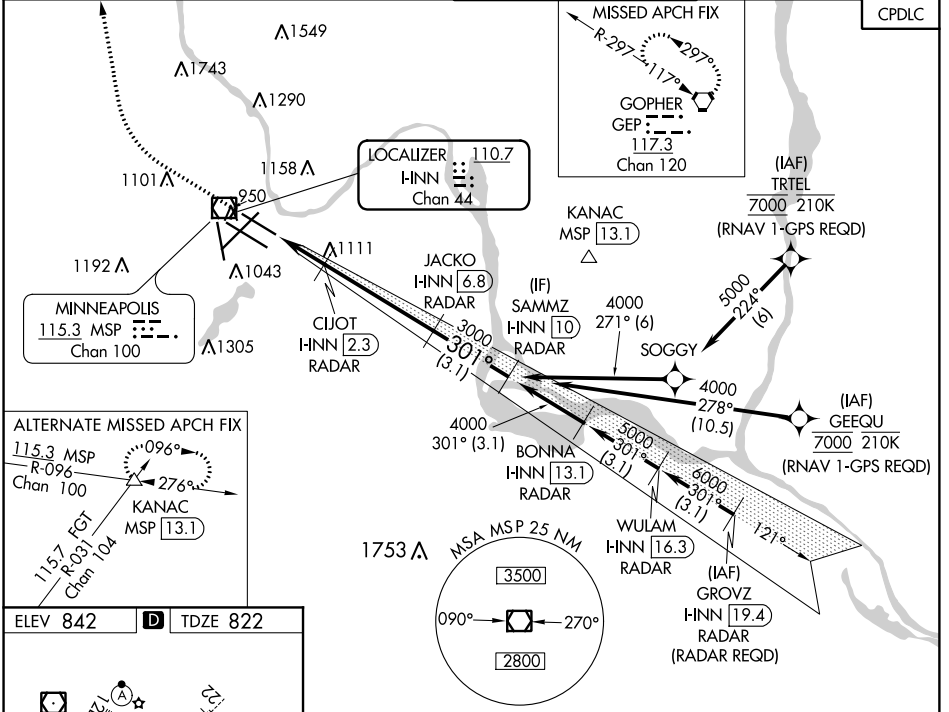 CPDLC
1549
1743
1290
1158
1101
950
1111
1192
1043
1305
1753
MISSED APCH FIX
R-297
117°
297°
GOPHER
GEP
117.3
Chan 120
LOCALIZER 110.7
I-INN
Chan 44
MINNEAPOLIS
115.3 MSP
Chan 100
KANAC
MSP 13.1
(IAF)
TRTEL
7000 210K
(RNAV 1-GPS REQD)
5000
224°
(6)
JACKO
I-INN 6.8
RADAR
(IF)
SAMMZ
I-INN 10
RADAR
4000
271° (6)
SOGGY
CIJOT
I-INN 2.3
RADAR
3000
301°
(3.1)
4000
278°
(10.5)
(IAF)
GEEQU
7000 210K
(RNAV 1-GPS REQD)
4000
301° (3.1)
BONNA
I-INN 13.1
RADAR
5000
301°
(3.1)
6000
301°
(3.1)
121°
WULAM
I-INN 16.3
RADAR
(IAF)
GROVZ
I-INN 19.4
RADAR
(RADAR REQD)
ALTERNATE MISSED APCH FIX
115.3 MSP
R-096
Chan 100
096°
276°
KANAC
MSP 13.1
115.7 FGT
R-031
Chan 104
MSA MSP 25 NM
3500
090°
270°
2800
ELEV 842
D
TDZE 822
A
22